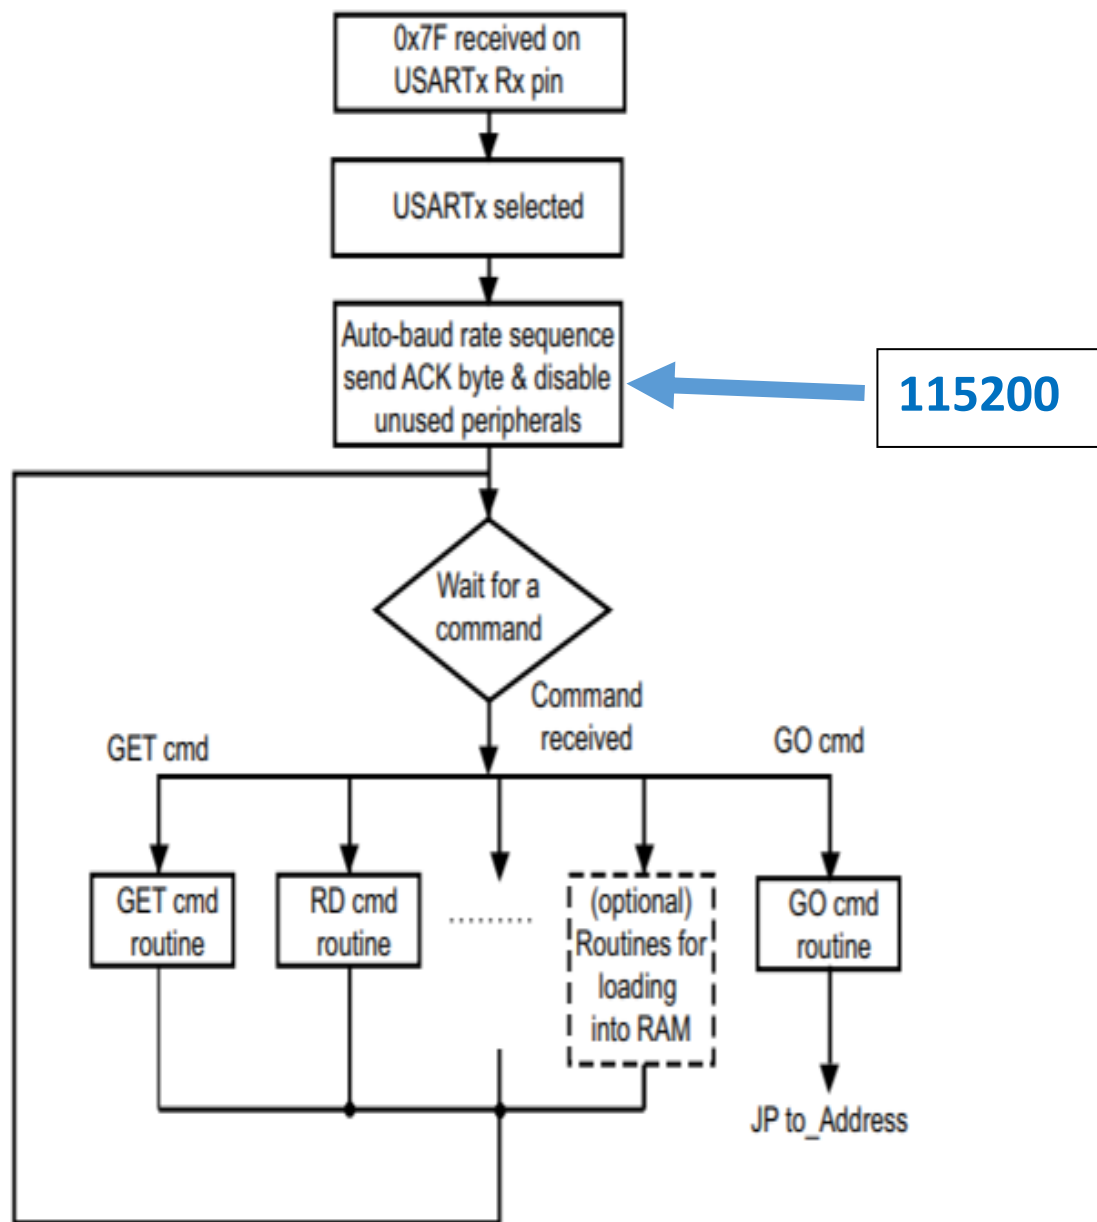 0x7F received on
USARTx Rx pin
USARTx selected
Auto-baud rate sequence
send ACK byte & disable
unused peripherals
115200
Wait for a
command
Command
received
GET cmd
GO cmd
GET cmd
routine
RD cmd
routine
..........
(optional)
Routines for
loading
into RAM
GO cmd
routine
JP to_Address